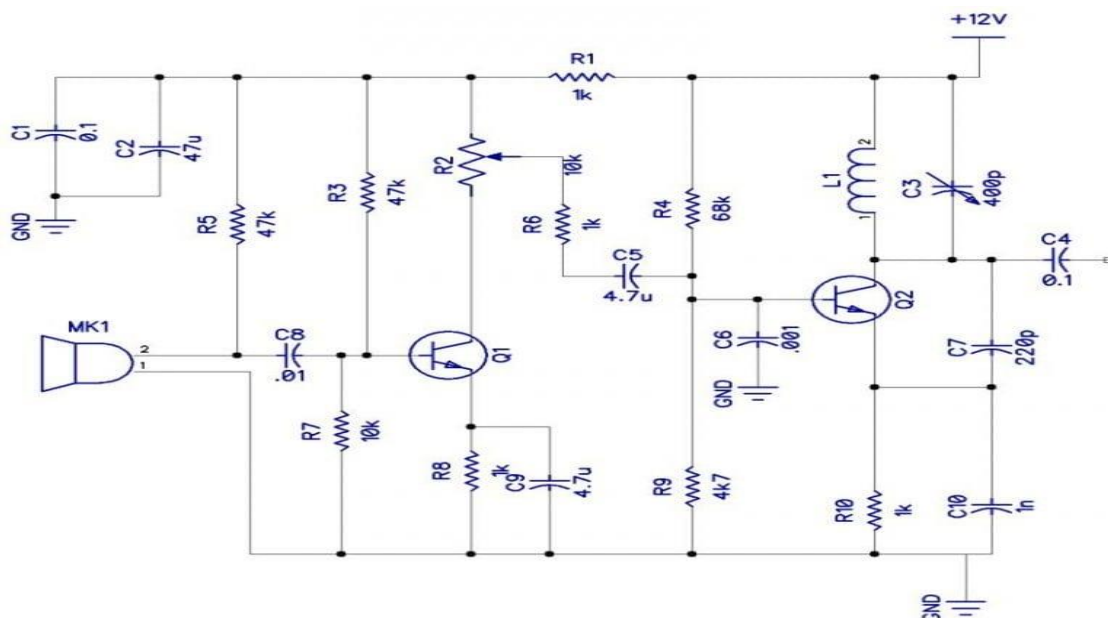 +12V
R1
1k
C1
0.1
C2
47u
R5
47k
R3
47k
R2
10k
R6
1k
R4
68k
L1
2
1
C3
400p
GND
C5
4.7u
C4
0.1
MK1
2
1
C8
.01
Q1
C6
.001
GND
Q2
C7
220p
R7
10k
R8
1k
C9
4.7u
R9
4k7
R10
1k
C10
1n
GND